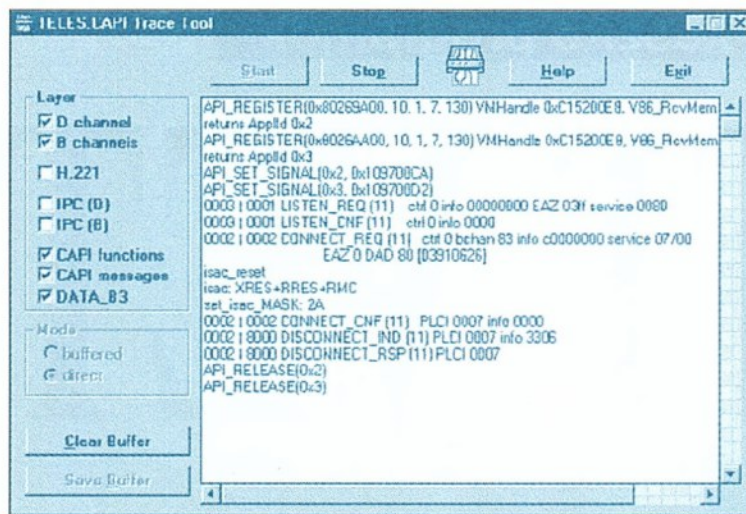 TELES.CAPI Trace Tool
Start
Stop
Help
Exit
Layer
D channel
B channels
H.221
IPC (D)
IPC (B)
CAPI functions
CAPI messages
DATA_B3
Mode
buffered
direct
Clear Buffer
Save Buffer
API_REGISTER(0x80269A00, 10, 1, 7, 130) VMHandle 0xC15200E8, V86_RcvMem
returns ApplId 0x2
API_REGISTER(0x8026AA00, 10, 1, 7, 130) VMHandle 0xC15200E8, V86_RcvMem
returns ApplId 0x3
API_SET_SIGNAL(0x2, 0x109700CA)
API_SET_SIGNAL(0x3, 0x109700D2)
0003 | 0001 LISTEN_REQ (11) ctrl 0 info 00000000 EAZ 03ff service 0080
0003 | 0001 LISTEN_CNF (11) ctrl 0 info 0000
0002 | 0002 CONNECT_REQ (11) ctrl 0 bchan 83 info c0000000 service 07/00
EAZ 0 DAD 80 [03910626]
isac_reset
isac: XRES+RRES+RMC
set_isac_MASK: 2A
0002 | 0002 CONNECT_CNF (11) PLCI 0007 info 0000
0002 | 8000 DISCONNECT_IND (11) PLCI 0007 info 3306
0002 | 8000 DISCONNECT_RSP (11) PLCI 0007
API_RELEASE(0x2)
API_RELEASE(0x3)